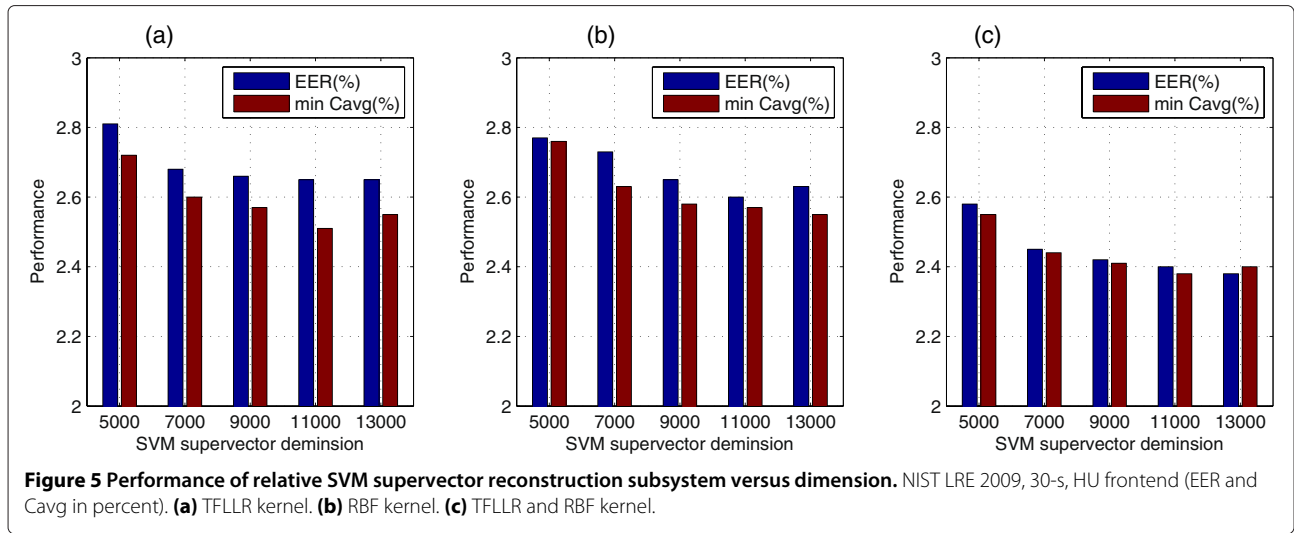 (a)
3
2.8
2.6
2.4
2.2
2
Performance
EER(%)
min Cavg(%)
5000 7000 9000 11000 13000
SVM supervector deminsion
(b)
3
2.8
2.6
2.4
2.2
2
Performance
EER(%)
min Cavg(%)
5000 7000 9000 11000 13000
SVM supervector deminsion
(c)
3
2.8
2.6
2.4
2.2
2
Performance
EER(%)
min Cavg(%)
5000 7000 9000 11000 13000
SVM supervector deminsion
Figure 5 Performance of relative SVM supervector reconstruction subsystem versus dimension. NIST LRE 2009, 30-s, HU frontend (EER and
Cavg in percent). (a) TFLLR kernel. (b) RBF kernel. (c) TFLLR and RBF kernel.